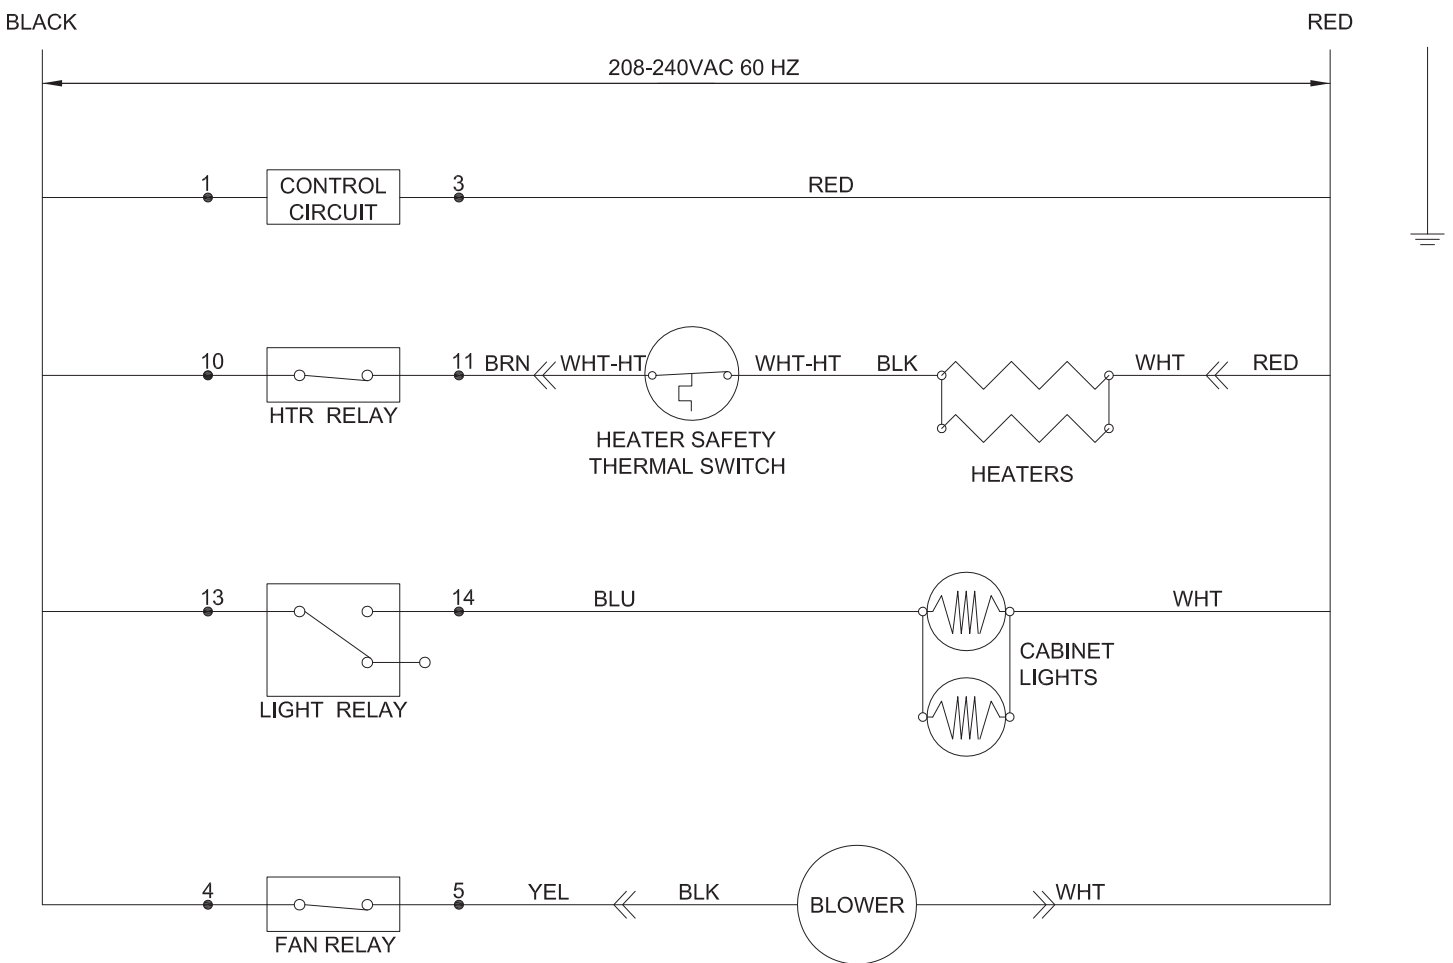 BLACK
RED
208-240VAC 60 HZ
1
CONTROL
CIRCUIT
3
RED
10
HTR RELAY
11
BRN
WHT-HT
HEATER SAFETY
THERMAL SWITCH
WHT-HT
BLK
HEATERS
WHT
RED
13
LIGHT RELAY
14
BLU
CABINET
LIGHTS
WHT
4
FAN RELAY
5
YEL
BLK
BLOWER
WHT